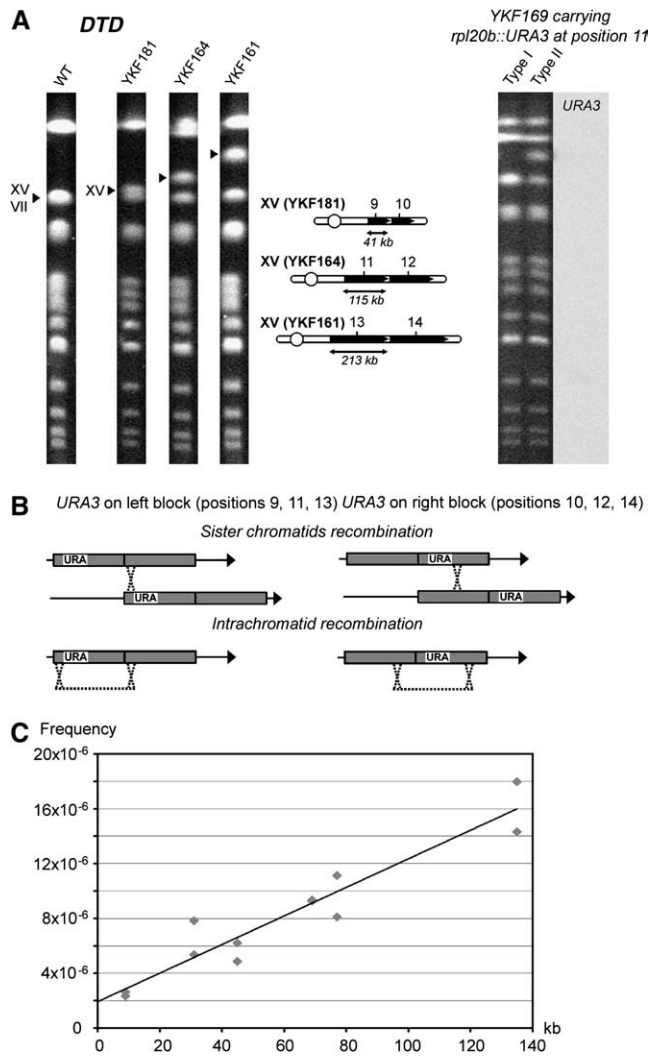 A
DTD
YKF169 carrying
rpl20b::URA3 at position 11
WT
YKF181
YKF164
YKF161
Type I
Type II
URA3
XV
VII
XV
XV (YKF181)
9
10
41 kb
XV (YKF164)
11
12
115 kb
XV (YKF161)
13
14
213 kb
B
URA3 on left block (positions 9, 11, 13)
URA3 on right block (positions 10, 12, 14)
Sister chromatids recombination
URA
URA
URA
URA
Intrachromatid recombination
URA
URA
C
Frequency
20x10-6
16x10-6
12x10-6
8x10-6
4x10-6
0
0
20
40
60
80
100
120
140
kb